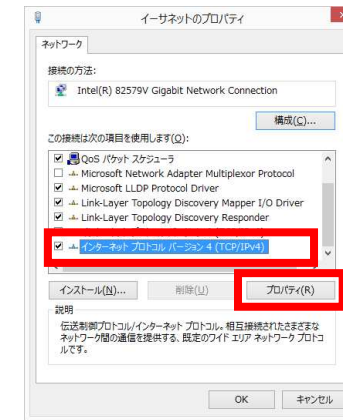 イーサネットのプロパティ
ネットワーク
接続の方法:
Intel(R) 82579V Gigabit Network Connection
構成(C)...
この接続は次の項目を使用します(O):
QoS パケット スケジューラ
Microsoft Network Adapter Multiplexor Protocol
Microsoft LLDP Protocol Driver
Link-Layer Topology Discovery Mapper I/O Driver
Link-Layer Topology Discovery Responder
インターネット プロトコル バージョン 4 (TCP/IPv4)
インストール(N)... 削除(U) プロパティ(R)
説明
伝送制御プロトコル/インターネット プロトコル。相互接続されたさまざまな
ネットワーク間の通信を提供する、既定のワイド エリア ネットワーク プロトコ
ルです。
OK キャンセル